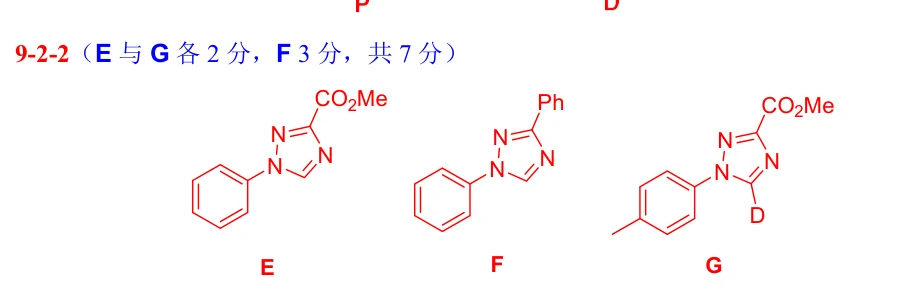 P D
9-2-2（E 与 G 各 2 分，F 3 分，共 7 分）
CO2Me Ph CO2Me
N N N
N N N
N N N
D
E F G